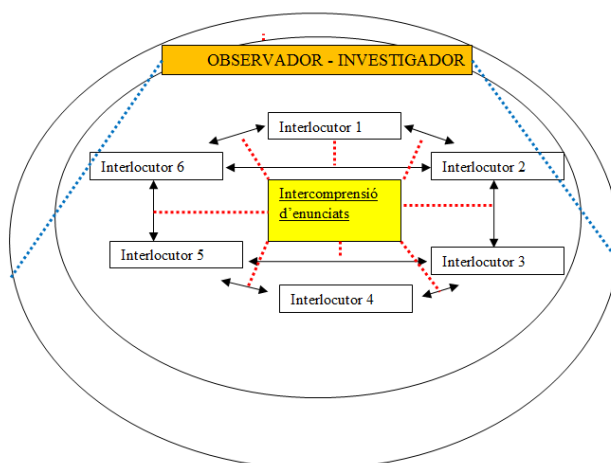 OBSERVADOR - INVESTIGADOR
Interlocutor 1
Interlocutor 6
Interlocutor 2
Intercomprensió
d'enunciats
Interlocutor 5
Interlocutor 3
Interlocutor 4